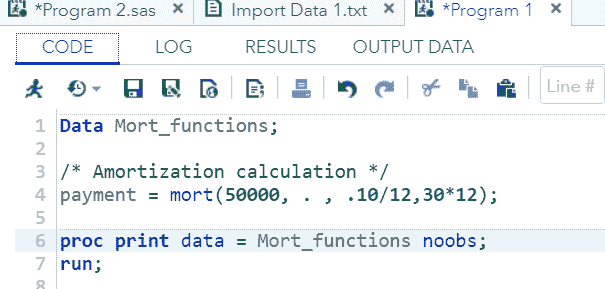 *Program 2.sas Import Data 1.txt *Program 1
CODE LOG RESULTS OUTPUT DATA
Line #
1 Data Mort_functions;
2
3 /* Amortization calculation */
4 payment = mort(50000, . , .10/12,30*12);
5
6 proc print data = Mort_functions noobs;
7 run;
8